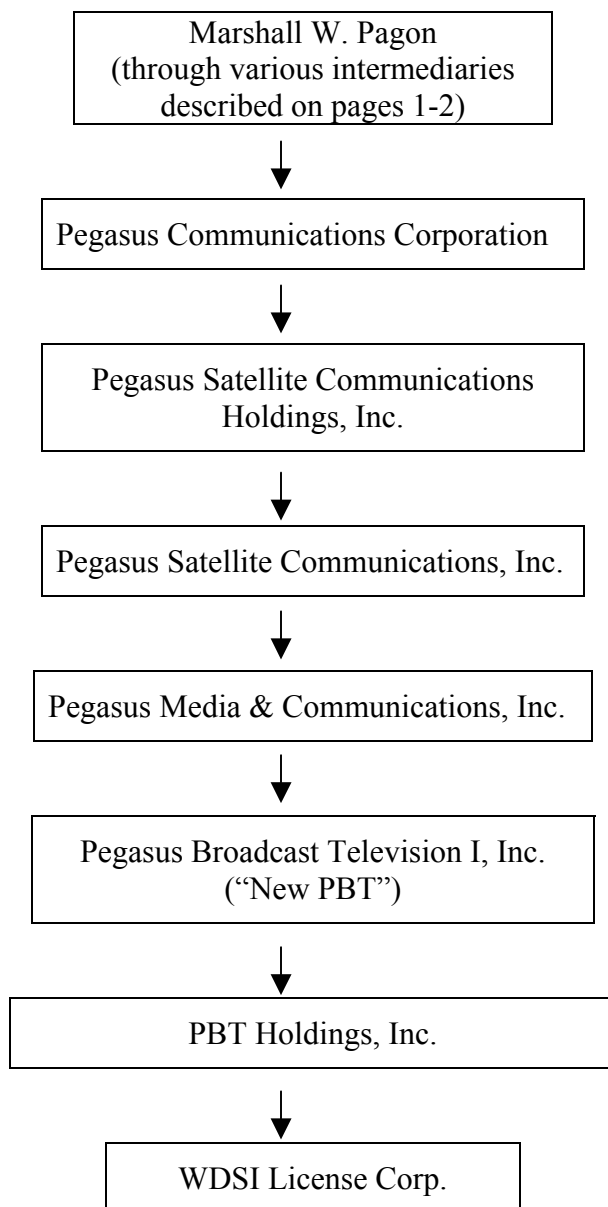 Marshall W. Pagon
(through various intermediaries
described on pages 1-2)
Pegasus Communications Corporation
Pegasus Satellite Communications
Holdings, Inc.
Pegasus Satellite Communications, Inc.
Pegasus Media & Communications, Inc.
Pegasus Broadcast Television I, Inc.
(“New PBT”)
PBT Holdings, Inc.
WDSI License Corp.